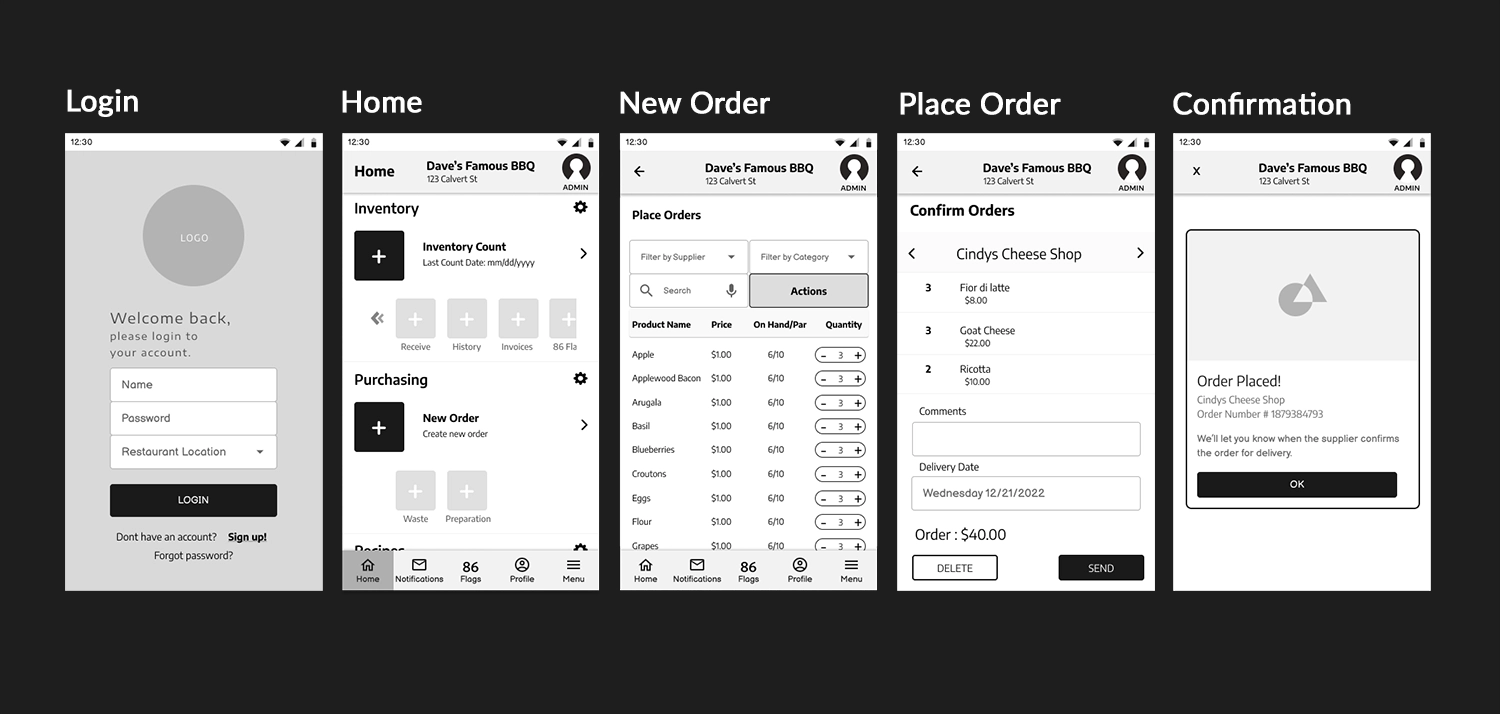 Login
12:30
LOGO
Welcome back,
please login to
your account.
Name
Password
Restaurant Location
LOGIN
Dont have an account? Sign up!
Forgot password?
Home
12:30
Home
Dave's Famous BBQ
123 Calvert St
ADMIN
Inventory
+
Inventory Count
Last Count Date: mm/dd/yyyy
+ + + +
Receive History Invoices 86 Fla
Purchasing
+
New Order
Create new order
+ +
Waste Preparation
Recipes
86
Home Notifications Flags Profile Menu
New Order
12:30
Dave's Famous BBQ
123 Calvert St
ADMIN
Place Orders
Filter by Supplier Filter by Category
Search Actions
Product Name Price On Hand/Par Quantity
Apple $1.00 6/10 - 3 +
Applewood Bacon $1.00 6/10 - 3 +
Arugala $1.00 6/10 - 3 +
Basil $1.00 6/10 - 3 +
Blueberries $1.00 6/10 - 3 +
Croutons $1.00 6/10 - 3 +
Eggs $1.00 6/10 - 3 +
Flour $1.00 6/10 - 3 +
Grapes $1.00 6/10 - 3 +
86
Home Notifications Flags Profile Menu
Place Order
12:30
Dave's Famous BBQ
123 Calvert St
ADMIN
Confirm Orders
Cindys Cheese Shop
3 Fior di latte
$8.00
3 Goat Cheese
$22.00
2 Ricotta
$10.00
Comments
Delivery Date
Wednesday 12/21/2022
Order : $40.00
DELETE SEND
Confirmation
12:30
X
Dave's Famous BBQ
123 Calvert St
ADMIN
Order Placed!
Cindys Cheese Shop
Order Number # 1879384793
We'll let you know when the supplier confirms
the order for delivery.
OK